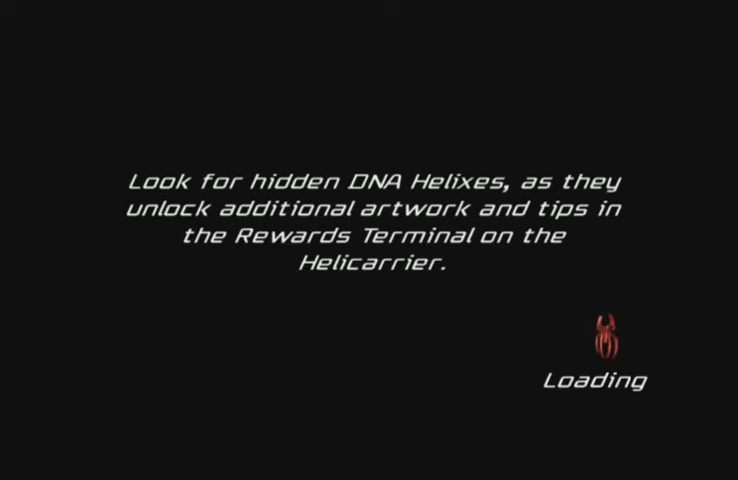 Look for hidden DNA Helixes, as they
unlock additional artwork and tips in
the Rewards Terminal on the
Helicarrier.
Loading